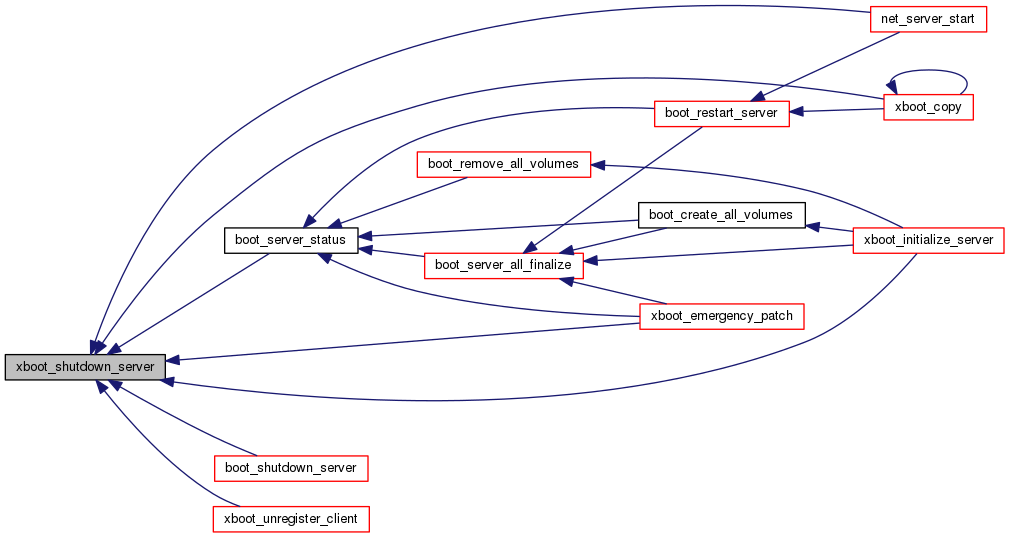 net_server_start
xboot_copy
boot_restart_server
boot_remove_all_volumes
boot_create_all_volumes
boot_server_status
xboot_initialize_server
boot_server_all_finalize
xboot_emergency_patch
xboot_shutdown_server
boot_shutdown_server
xboot_unregister_client